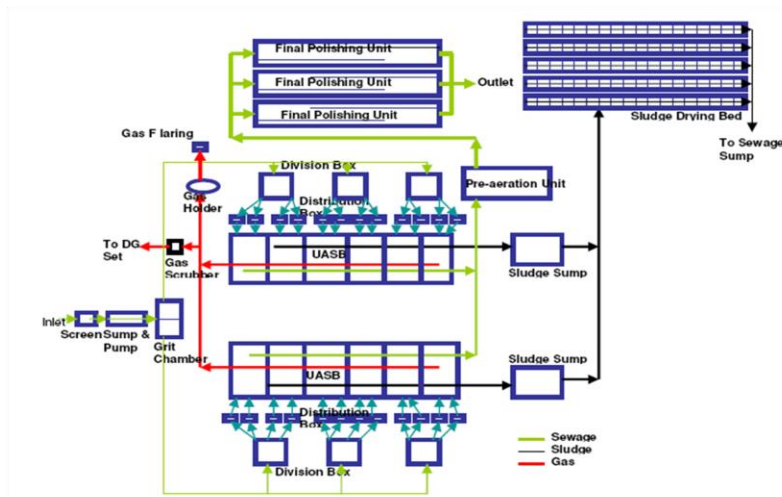 Final Polishing Unit
Final Polishing Unit
Outlet
Final Polishing Unit
Sludge Drying Bed
Gas Flaring
To Sewage
Sump
Division Box
Pre-aeration Unit
Gas
Holder
Distribution
Box
To DG
Set
Gas
Scrubber
UASB
Sludge Sump
Inlet
Screen
Sump &
Pump
Grit
Chamber
Sludge Sump
UASB
Distribution
Box
Division Box
Sewage
Sludge
Gas